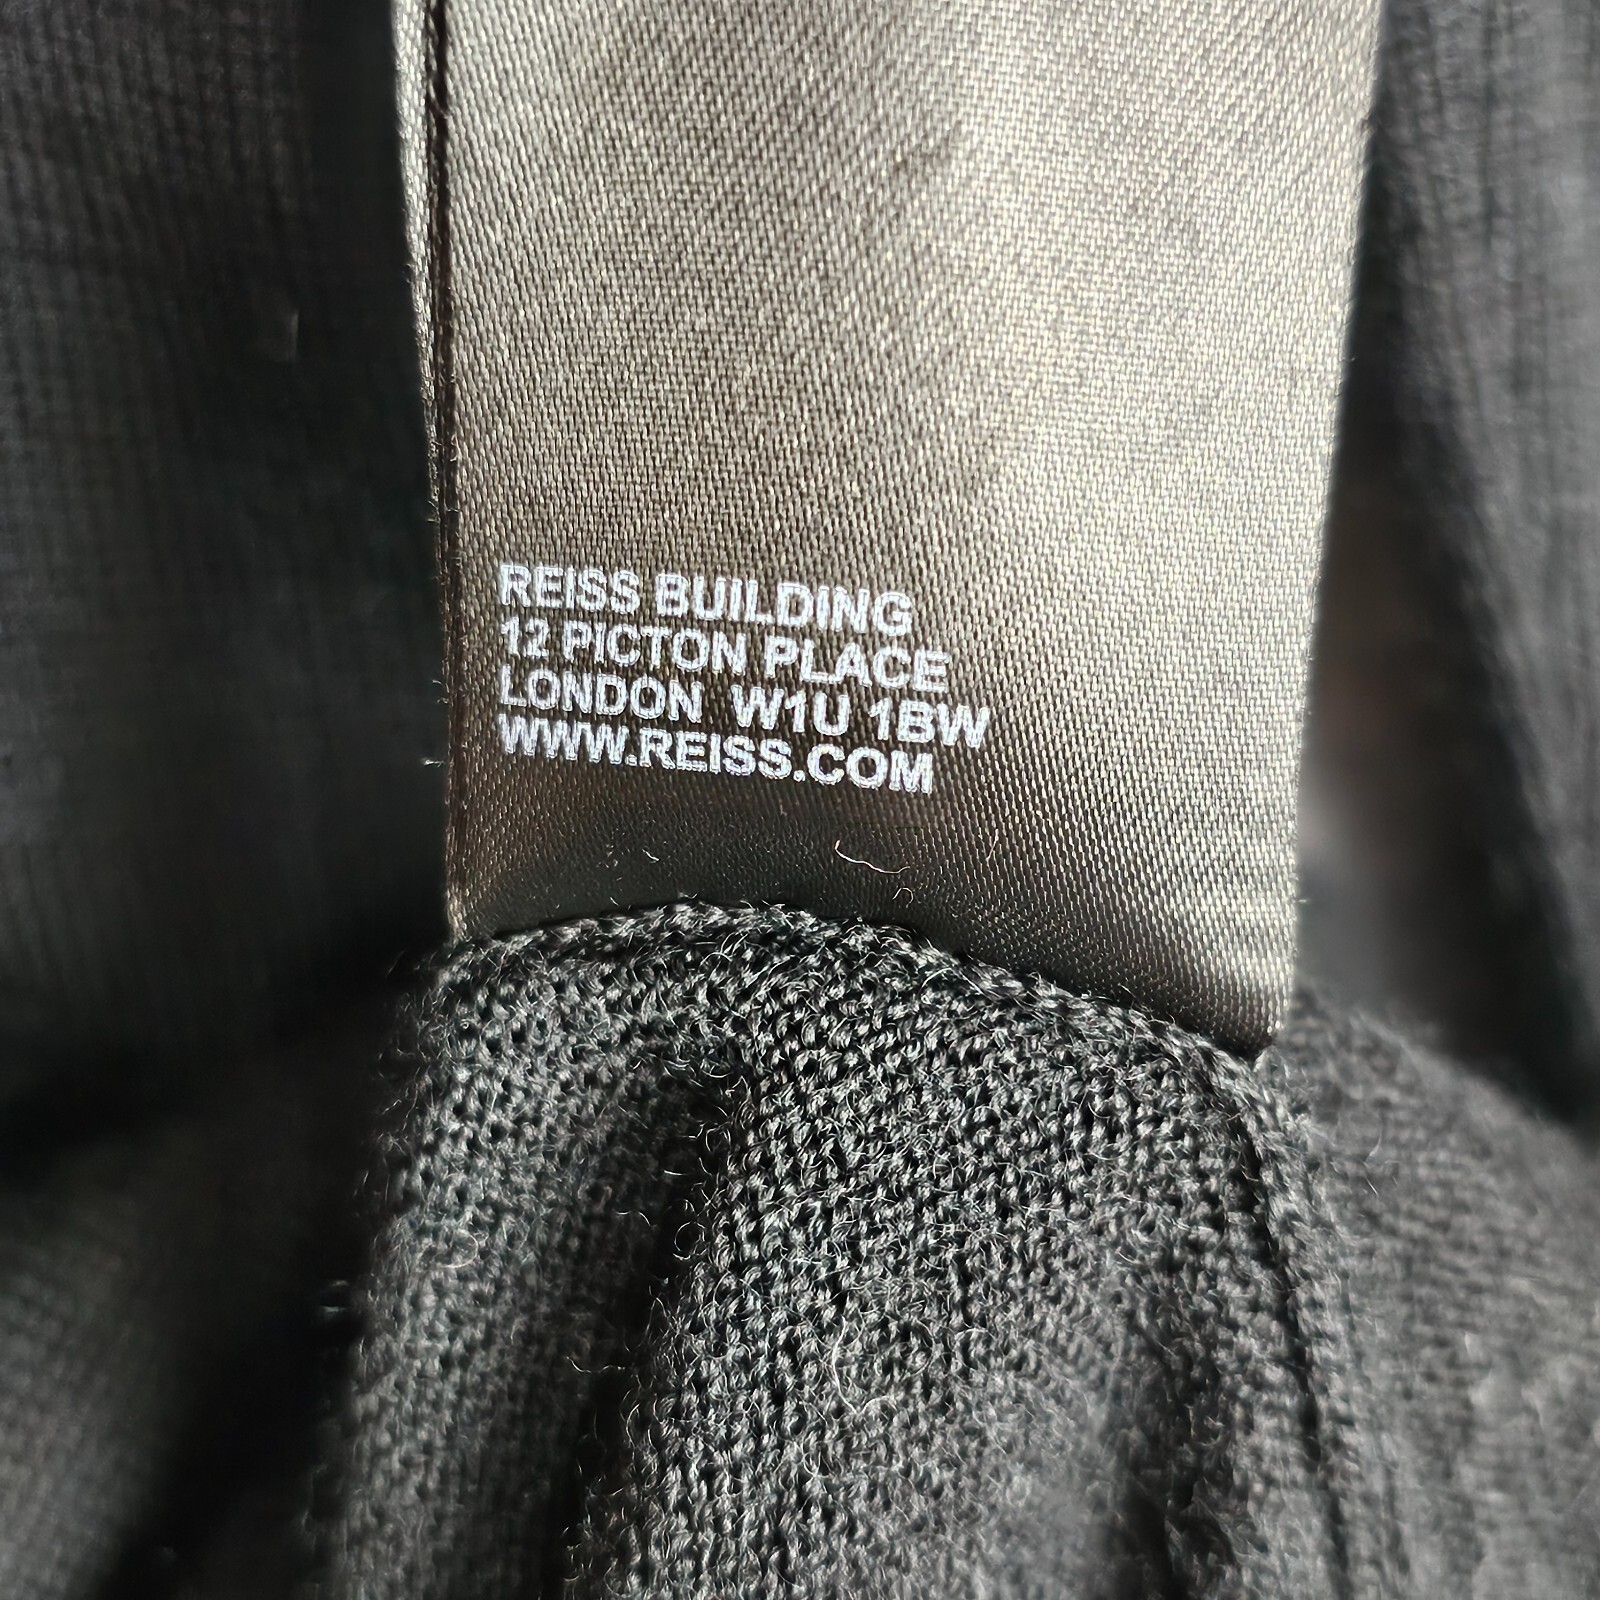 REISS BUILDING
12 PICTON PLACE
LONDON W1U 1BW
WWW.REISS.COM